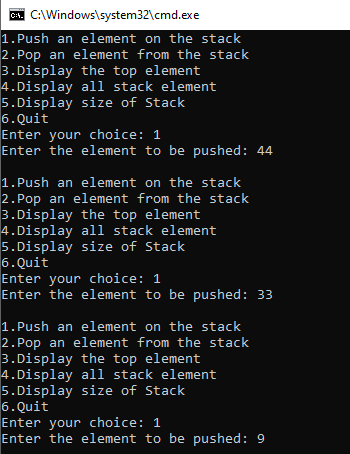 C:\Windows\system32\cmd.exe
1.Push an element on the stack
2.Pop an element from the stack
3.Display the top element
4.Display all stack element
5.Display size of Stack
6.Quit
Enter your choice: 1
Enter the element to be pushed: 44
1.Push an element on the stack
2.Pop an element from the stack
3.Display the top element
4.Display all stack element
5.Display size of Stack
6.Quit
Enter your choice: 1
Enter the element to be pushed: 33
1.Push an element on the stack
2.Pop an element from the stack
3.Display the top element
4.Display all stack element
5.Display size of Stack
6.Quit
Enter your choice: 1
Enter the element to be pushed: 9